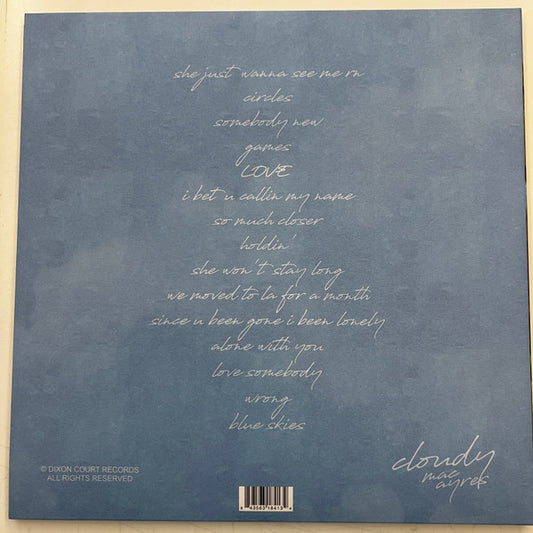 she just wanna see me rn
circles
somebody new
games
LOVE
i bet u callin my name
so much closer
holdin'
she won't stay long
we moved to la for a month
since u been gone i been lonely
alone with you
love somebody
wrong
blue skies
cloudy
mac
ayres
© DIXON COURT RECORDS
ALL RIGHTS RESERVED